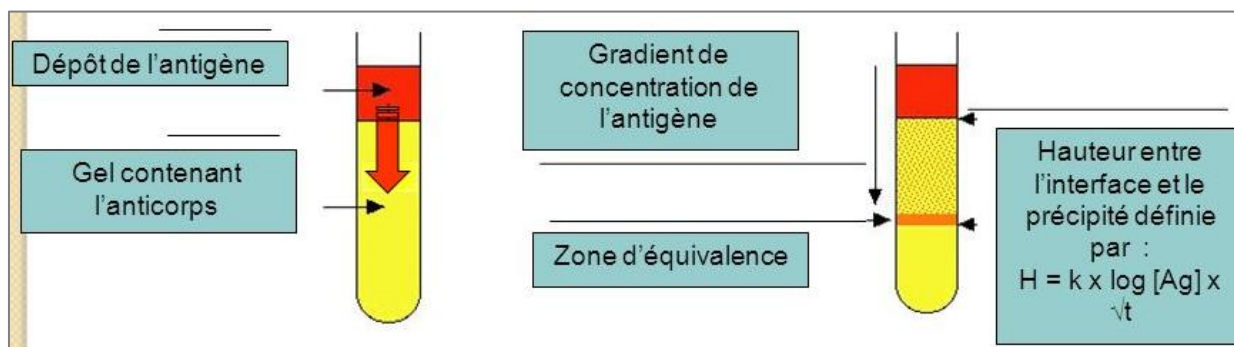 Dépôt de l'antigène
Gel contenant
l'anticorps
Gradient de
concentration de
l'antigène
Zone d'équivalence
Hauteur entre
l'interface et le
précipité définie
par :
H = k x log [Ag] x
√t